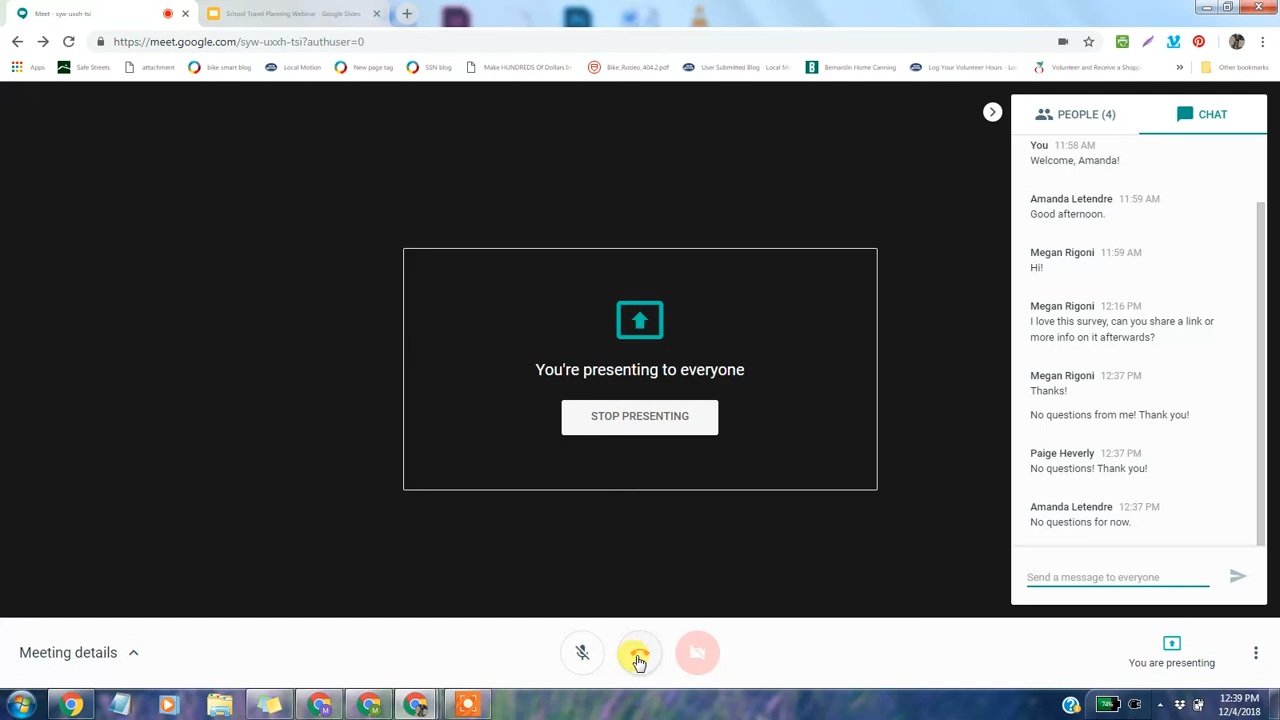 Meet - syw-uxxh-tsi
School Travel Planning Webinar - Google Slides
https://meet.google.com/syw-uxxh-tsi?authuser=0
Apps
Safe Streets
attachment
bike smart blog
Local Motion
New page tag
SSN blog
Make HUNDREDS Of Dollars
Bike_Rodeo_404.2.pdf
User Submitted Blog - Local M
Bernardin Home Canning
Log Your Volunteer Hours - Lo
Volunteer and Receive a Shop
»
Other bookmarks
PEOPLE (4)
CHAT
You 11:58 AM
Welcome, Amanda!
Amanda Letendre 11:59 AM
Good afternoon.
Megan Rigoni 11:59 AM
Hi!
Megan Rigoni 12:16 PM
I love this survey, can you share a link or
more info on it afterwards?
Megan Rigoni 12:37 PM
Thanks!
No questions from me! Thank you!
Paige Heverly 12:37 PM
No questions! Thank you!
Amanda Letendre 12:37 PM
No questions for now.
Send a message to everyone
You're presenting to everyone
STOP PRESENTING
Meeting details
You are presenting
74%
12:39 PM
12/4/2018